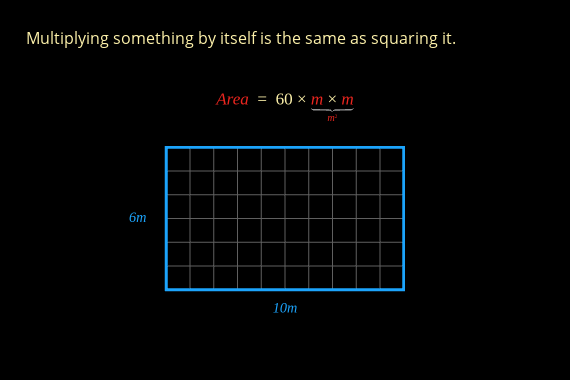 Multiplying something by itself is the same as squaring it.
Area = 60 × m × m
m²
6m
10m